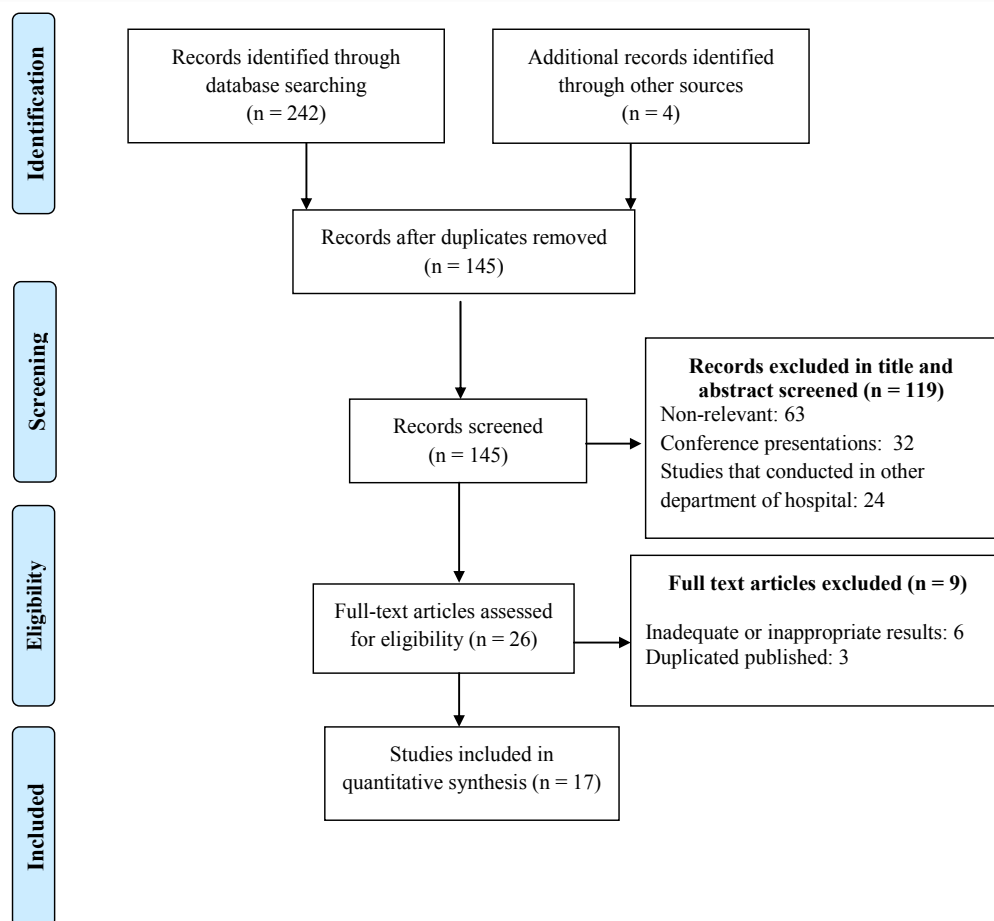 Identification
Records identified through
database searching
(n = 242)
Additional records identified
through other sources
(n = 4)
Records after duplicates removed
(n = 145)
Screening
Records screened
(n = 145)
Records excluded in title and
abstract screened (n = 119)
Non-relevant: 63
Conference presentations: 32
Studies that conducted in other
department of hospital: 24
Eligibility
Full-text articles assessed
for eligibility (n = 26)
Full text articles excluded (n = 9)
Inadequate or inappropriate results: 6
Duplicated published: 3
Included
Studies included in
quantitative synthesis (n = 17)